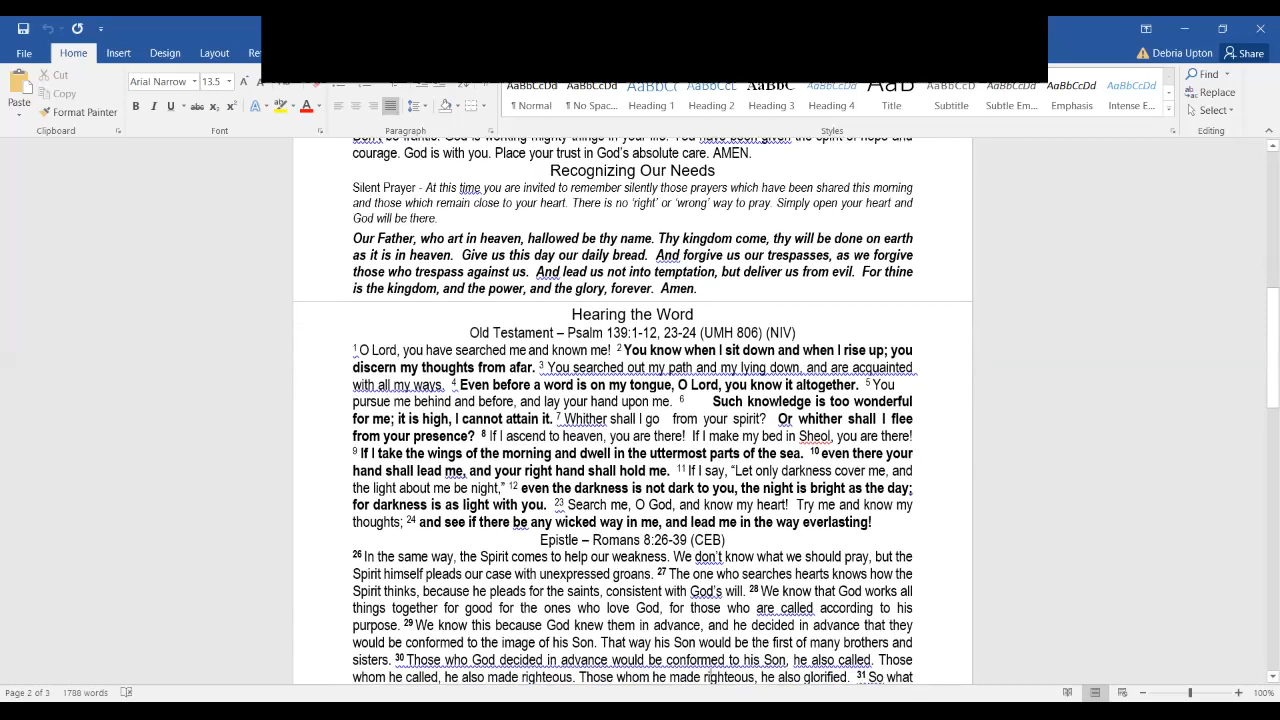 File Home Insert Design Layout Re
Debria Upton Share
Paste Cut Copy Format Painter
Arial Narrow 13.5
AaBbCcDd AaBbCcDd AaBbC( AaBbCc AaBbC AaBbCcDd AaB AaBbCcD AaBbCcDd AaBbCcDd AaBbCcDd
¶ Normal ¶ No Spac... Heading 1 Heading 2 Heading 3 Heading 4 Title Subtitle Subtle Em... Emphasis Intense E...
Find Replace Select
Clipboard Font Paragraph Styles Editing
Don't be frantic. God is working mighty things in your life. You have been given the spirit of hope and
courage. God is with you. Place your trust in God's absolute care. AMEN.
Recognizing Our Needs
Silent Prayer - At this time you are invited to remember silently those prayers which have been shared this morning
and those which remain close to your heart. There is no 'right' or 'wrong' way to pray. Simply open your heart and
God will be there.
Our Father, who art in heaven, hallowed be thy name. Thy kingdom come, thy will be done on earth
as it is in heaven. Give us this day our daily bread. And forgive us our trespasses, as we forgive
those who trespass against us. And lead us not into temptation, but deliver us from evil. For thine
is the kingdom, and the power, and the glory, forever. Amen.
Hearing the Word
Old Testament – Psalm 139:1-12, 23-24 (UMH 806) (NIV)
1 O Lord, you have searched me and known me! 2 You know when I sit down and when I rise up; you
discern my thoughts from afar. 3 You searched out my path and my lying down, and are acquainted
with all my ways. 4 Even before a word is on my tongue, O Lord, you know it altogether. 5 You
pursue me behind and before, and lay your hand upon me. 6 Such knowledge is too wonderful
for me; it is high, I cannot attain it. 7 Whither shall I go from your spirit? Or whither shall I flee
from your presence? 8 If I ascend to heaven, you are there! If I make my bed in Sheol, you are there!
9 If I take the wings of the morning and dwell in the uttermost parts of the sea. 10 even there your
hand shall lead me, and your right hand shall hold me. 11 If I say, "Let only darkness cover me, and
the light about me be night," 12 even the darkness is not dark to you, the night is bright as the day;
for darkness is as light with you. 23 Search me, O God, and know my heart! Try me and know my
thoughts; 24 and see if there be any wicked way in me, and lead me in the way everlasting!
Epistle – Romans 8:26-39 (CEB)
26 In the same way, the Spirit comes to help our weakness. We don't know what we should pray, but the
Spirit himself pleads our case with unexpressed groans. 27 The one who searches hearts knows how the
Spirit thinks, because he pleads for the saints, consistent with God's will. 28 We know that God works all
things together for good for the ones who love God, for those who are called according to his
purpose. 29 We know this because God knew them in advance, and he decided in advance that they
would be conformed to the image of his Son. That way his Son would be the first of many brothers and
sisters. 30 Those who God decided in advance would be conformed to his Son, he also called. Those
whom he called, he also made righteous. Those whom he made righteous, he also glorified. 31 So what
Page 2 of 3 1788 words 100%